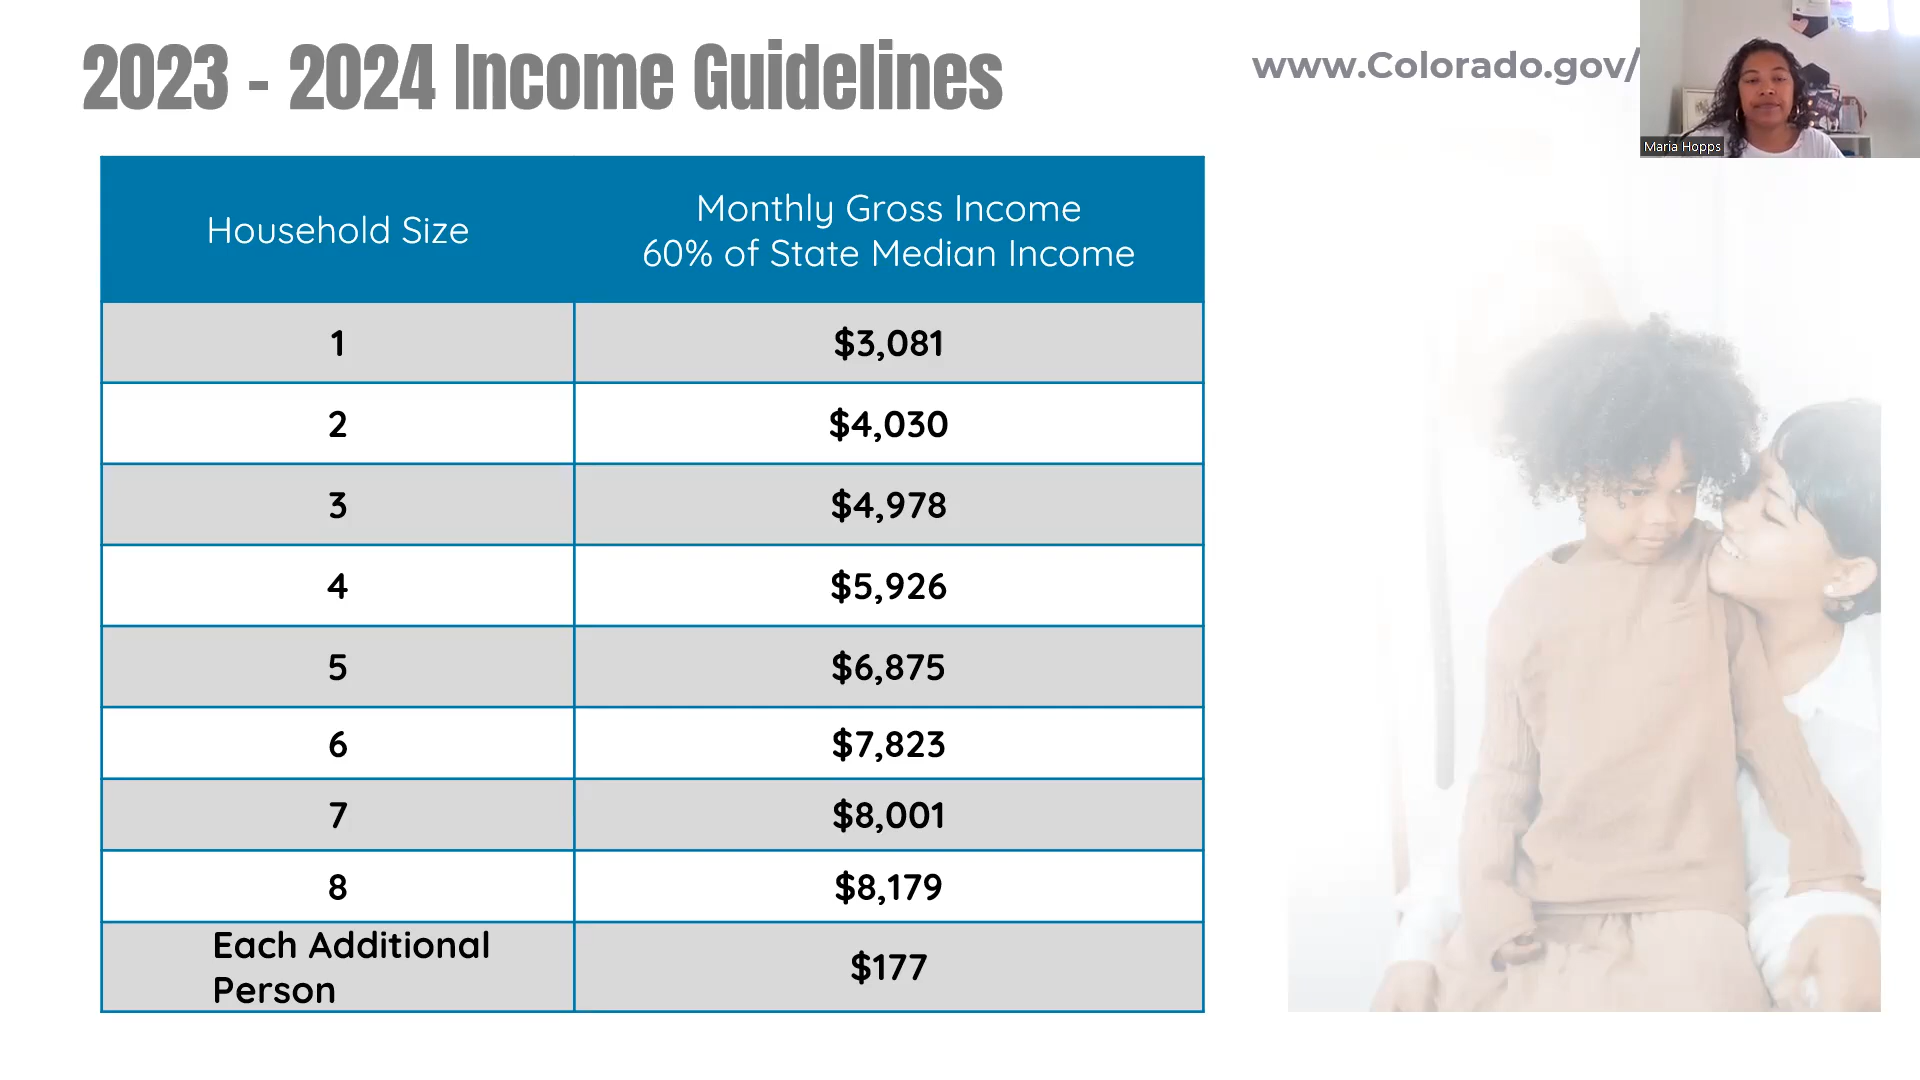 2023 - 2024 Income Guidelines
www.Colorado.gov/
Maria Hopps
Household Size
Monthly Gross Income
60% of State Median Income
1
$3,081
2
$4,030
3
$4,978
4
$5,926
5
$6,875
6
$7,823
7
$8,001
8
$8,179
Each Additional
Person
$177